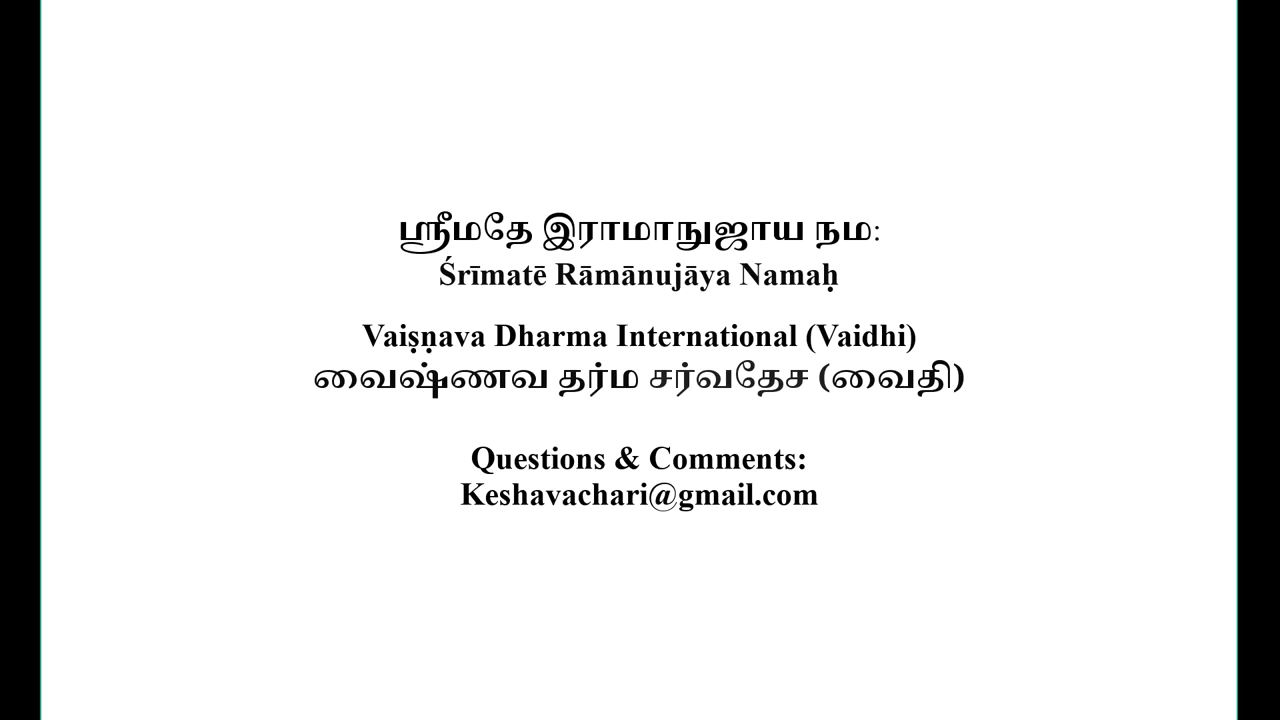 ஸ்ரீமதே இராமாநுஜாய நம:
Śrīmatē Rāmānujāya Namaḥ
Vaiṣṇava Dharma International (Vaidhi)
வைஷ்ணவ தர்ம சர்வதேச (வைதி)
Questions & Comments:
Keshavachari@gmail.com